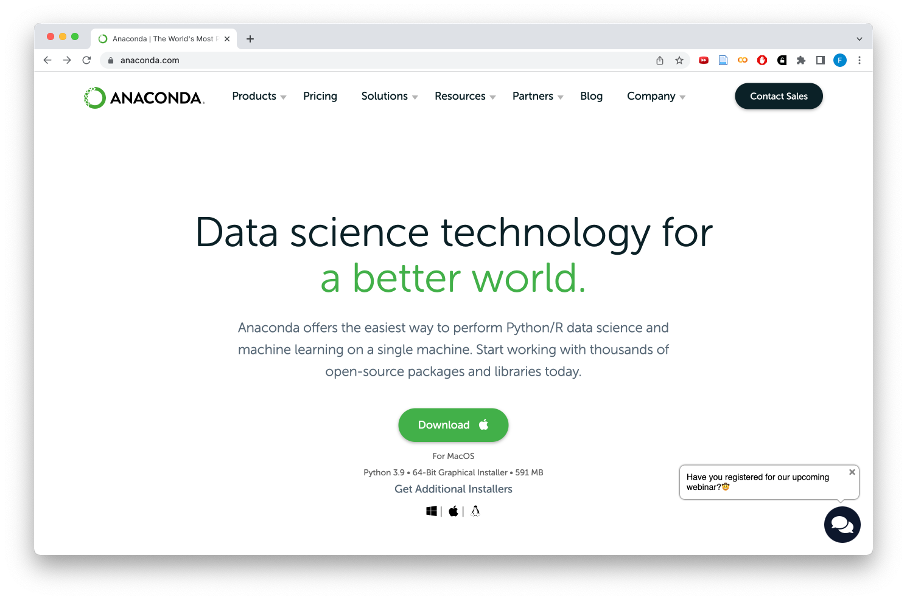 Anaconda | The World's Most
anaconda.com
F
ANACONDA.
Products Pricing Solutions Resources Partners Blog Company Contact Sales
Data science technology for
a better world.
Anaconda offers the easiest way to perform Python/R data science and
machine learning on a single machine. Start working with thousands of
open-source packages and libraries today.
Download
For MacOS
Python 3.9 • 64-Bit Graphical Installer • 591 MB
Get Additional Installers
Have you registered for our upcoming
webinar?🤠